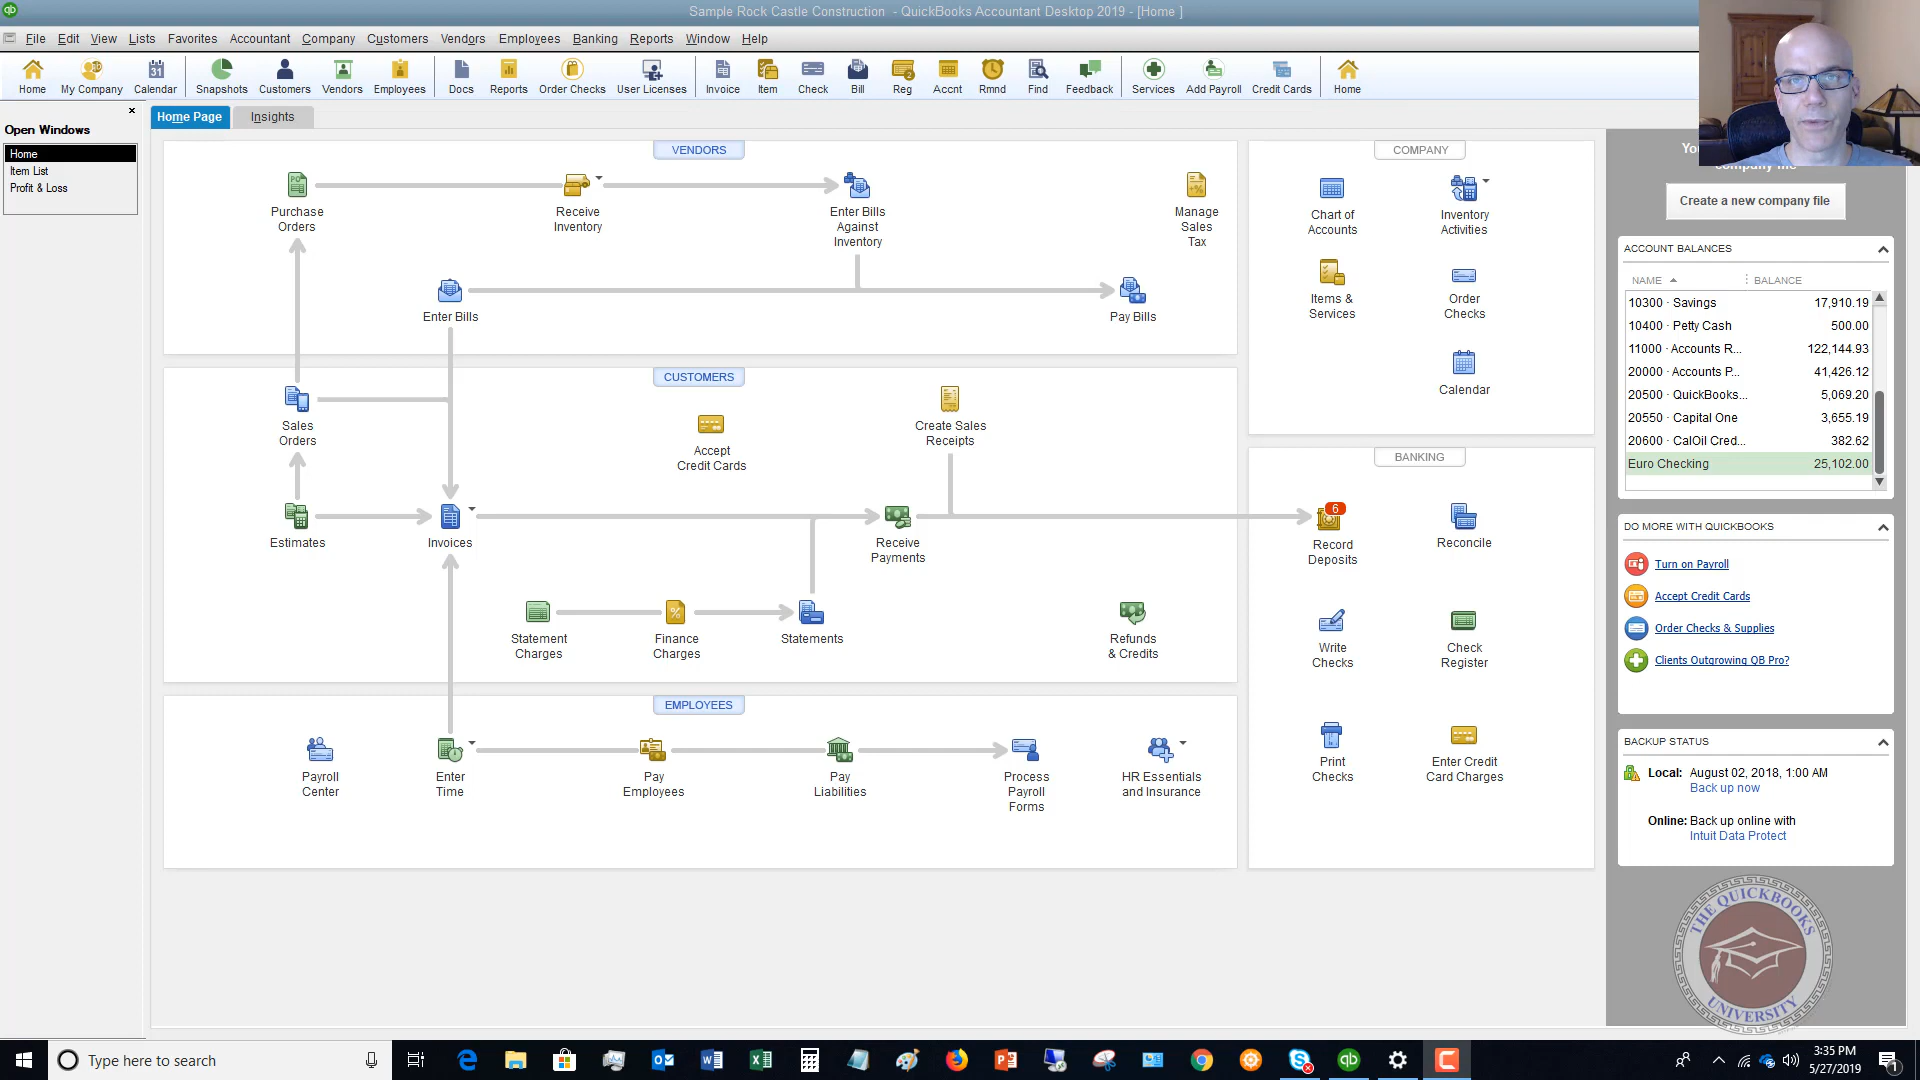 Sample Rock Castle Construction - QuickBooks Accountant Desktop 2019 - [Home ]
File Edit View Lists Favorites Accountant Company Customers Vendors Employees Banking Reports Window Help
Home My Company Calendar Snapshots Customers Vendors Employees Docs Reports Order Checks User Licenses Invoice Item Check Bill Reg Accnt Rmnd Find Feedback Services Add Payroll Credit Cards Home
31
Open Windows
Home
Item List
Profit & Loss
Home Page Insights
VENDORS
Purchase
Orders
Receive
Inventory
Enter Bills
Against
Inventory
Manage
Sales
Tax
Enter Bills
Pay Bills
CUSTOMERS
Sales
Orders
Accept
Credit Cards
Create Sales
Receipts
Estimates
Invoices
Receive
Payments
Statement
Charges
Finance
Charges
Statements
Refunds
& Credits
EMPLOYEES
Payroll
Center
Enter
Time
Pay
Employees
Pay
Liabilities
Process
Payroll
Forms
HR Essentials
and Insurance
COMPANY
Chart of
Accounts
Inventory
Activities
Items &
Services
Order
Checks
Calendar
BANKING
6
Record
Deposits
Reconcile
Write
Checks
Check
Register
Print
Checks
Enter Credit
Card Charges
Create a new company file
ACCOUNT BALANCES
NAME BALANCE
10300 · Savings 17,910.19
10400 · Petty Cash 500.00
11000 · Accounts R... 122,144.93
20000 · Accounts P... 41,426.12
20500 · QuickBooks... 5,069.20
20550 · Capital One 3,655.19
20600 · CalOil Cred... 382.62
Euro Checking 25,102.00
DO MORE WITH QUICKBOOKS
Turn on Payroll
Accept Credit Cards
Order Checks & Supplies
Clients Outgrowing QB Pro?
BACKUP STATUS
Local: August 02, 2018, 1:00 AM
Back up now
Online: Back up online with
Intuit Data Protect
THE QUICKBOOKS
UNIVERSITY
Type here to search
3:35 PM
5/27/2019
1